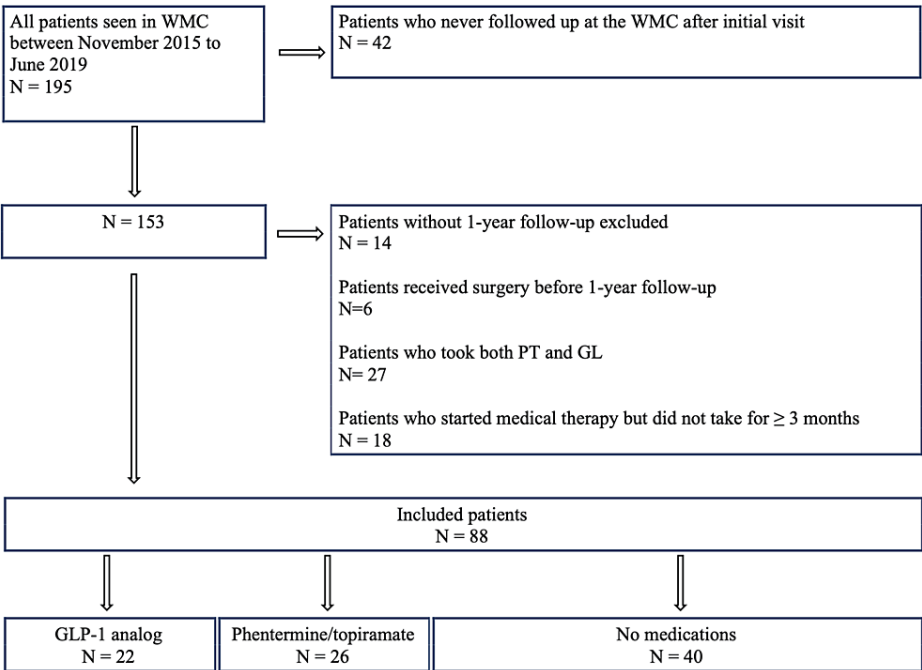 All patients seen in WMC
between November 2015 to
June 2019
N = 195
Patients who never followed up at the WMC after initial visit
N = 42
N = 153
Patients without 1-year follow-up excluded
N = 14
Patients received surgery before 1-year follow-up
N=6
Patients who took both PT and GL
N= 27
Patients who started medical therapy but did not take for ≥ 3 months
N = 18
Included patients
N = 88
GLP-1 analog
N = 22
Phentermine/topiramate
N = 26
No medications
N = 40